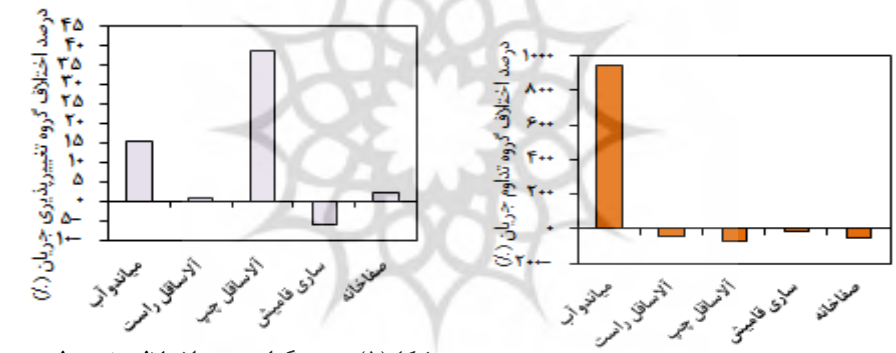 درصد اختلاف گروه تغییرپذیری جریان (٪)
۴۵
۴۰
۳۵
۳۰
۲۵
۲۰
۱۵
۱۰
۵
۰
۵−
۱۰−
میاندوآب
آلاساقل راست
آلاساقل چپ
ساری قامیش
صفاخانه
درصد اختلاف گروه تداوم جریان (٪)
۱۰۰۰
۸۰۰
۶۰۰
۴۰۰
۲۰۰
۰
۲۰۰−
میاندوآب
آلاساقل راست
آلاساقل چپ
ساری قامیش
صفاخانه